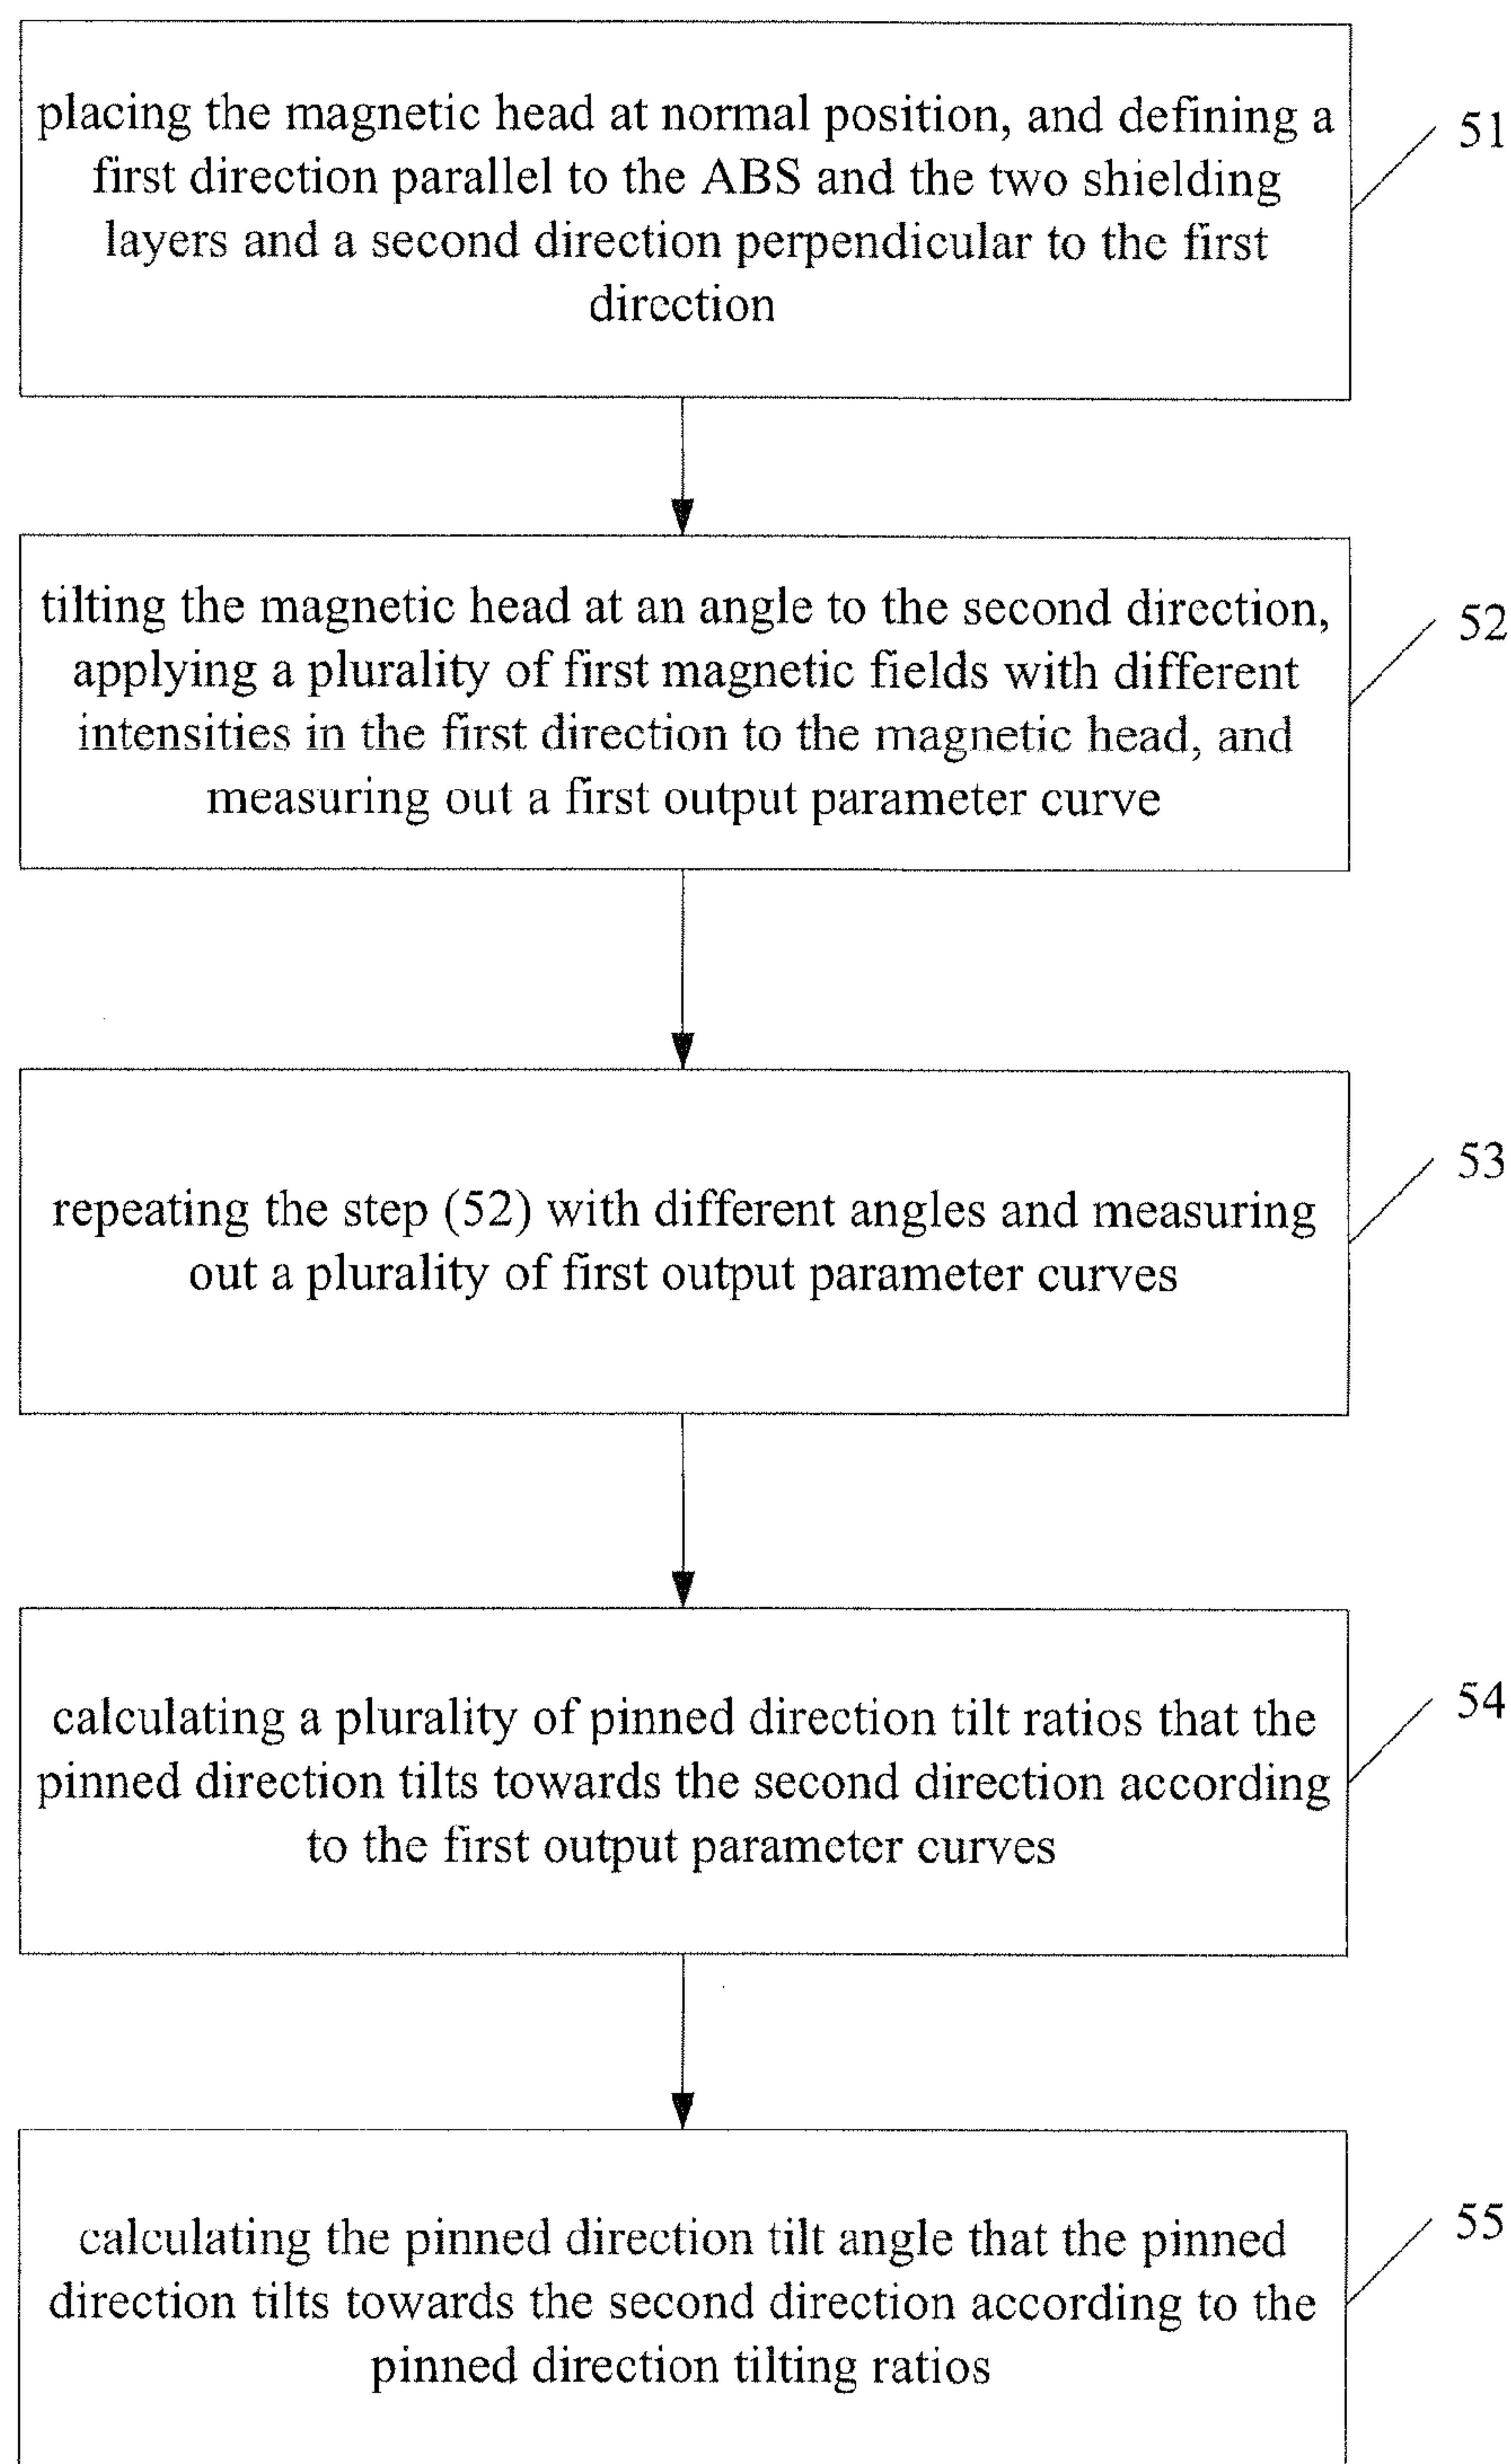 placing the magnetic head at normal position, and defining a
first direction parallel to the ABS and the two shielding
layers and a second direction perpendicular to the first
direction
51
tilting the magnetic head at an angle to the second direction,
applying a plurality of first magnetic fields with different
intensities in the first direction to the magnetic head, and
measuring out a first output parameter curve
52
repeating the step (52) with different angles and measuring
out a plurality of first output parameter curves
53
calculating a plurality of pinned direction tilt ratios that the
pinned direction tilts towards the second direction according
to the first output parameter curves
54
calculating the pinned direction tilt angle that the pinned
direction tilts towards the second direction according to the
pinned direction tilting ratios
55